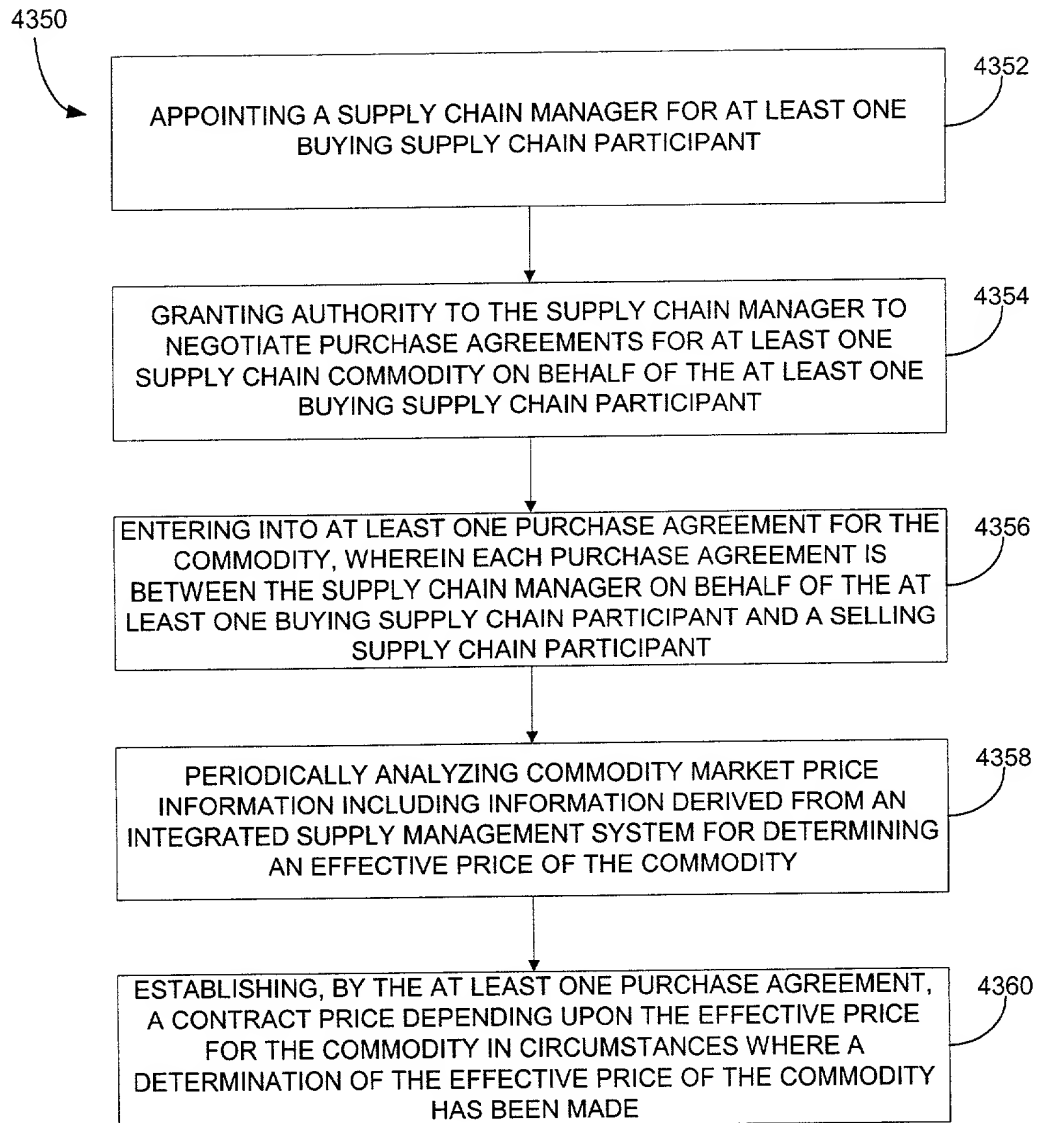 4350
4352
APPOINTING A SUPPLY CHAIN MANAGER FOR AT LEAST ONE
BUYING SUPPLY CHAIN PARTICIPANT
4354
GRANTING AUTHORITY TO THE SUPPLY CHAIN MANAGER TO
NEGOTIATE PURCHASE AGREEMENTS FOR AT LEAST ONE
SUPPLY CHAIN COMMODITY ON BEHALF OF THE AT LEAST ONE
BUYING SUPPLY CHAIN PARTICIPANT
4356
ENTERING INTO AT LEAST ONE PURCHASE AGREEMENT FOR THE
COMMODITY, WHEREIN EACH PURCHASE AGREEMENT IS
BETWEEN THE SUPPLY CHAIN MANAGER ON BEHALF OF THE AT
LEAST ONE BUYING SUPPLY CHAIN PARTICIPANT AND A SELLING
SUPPLY CHAIN PARTICIPANT
4358
PERIODICALLY ANALYZING COMMODITY MARKET PRICE
INFORMATION INCLUDING INFORMATION DERIVED FROM AN
INTEGRATED SUPPLY MANAGEMENT SYSTEM FOR DETERMINING
AN EFFECTIVE PRICE OF THE COMMODITY
4360
ESTABLISHING, BY THE AT LEAST ONE PURCHASE AGREEMENT,
A CONTRACT PRICE DEPENDING UPON THE EFFECTIVE PRICE
FOR THE COMMODITY IN CIRCUMSTANCES WHERE A
DETERMINATION OF THE EFFECTIVE PRICE OF THE COMMODITY
HAS BEEN MADE